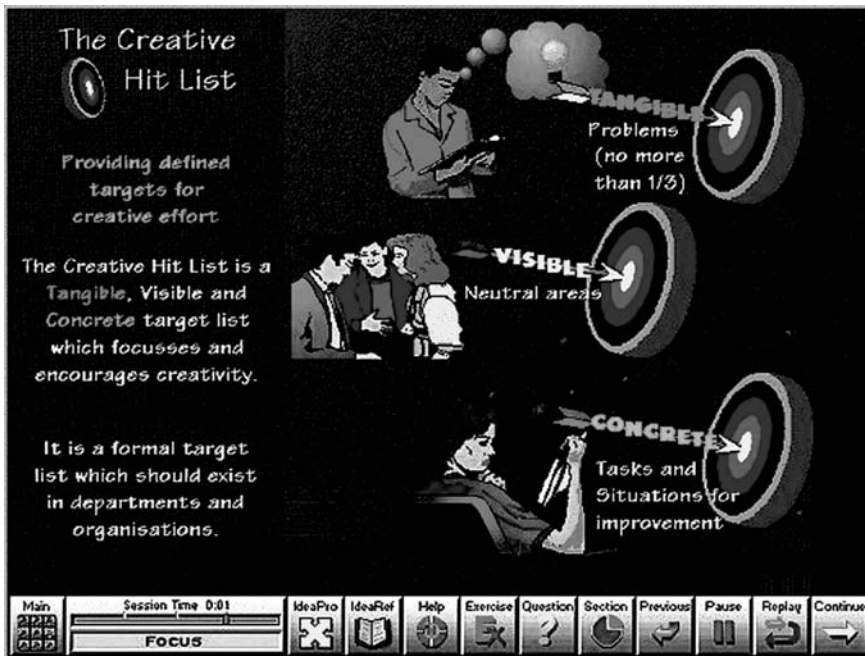 The Creative
Hit List
Providing defined
targets for
creative effort
The Creative Hit List is a
Tangible, Visible and
Concrete target list
which focusses and
encourages creativity.
It is a formal target
list which should exist
in departments and
organisations.
TANGIBLE
Problems
(no more
than 1/3)
VISIBLE
Neutral areas
CONCRETE
Tasks and
Situations for
improvement
Main
Session Time 0:01
FOCUS
IdeaPro
IdeaRef
Help
Exercise
Question
Section
Previous
Pause
Replay
Continue